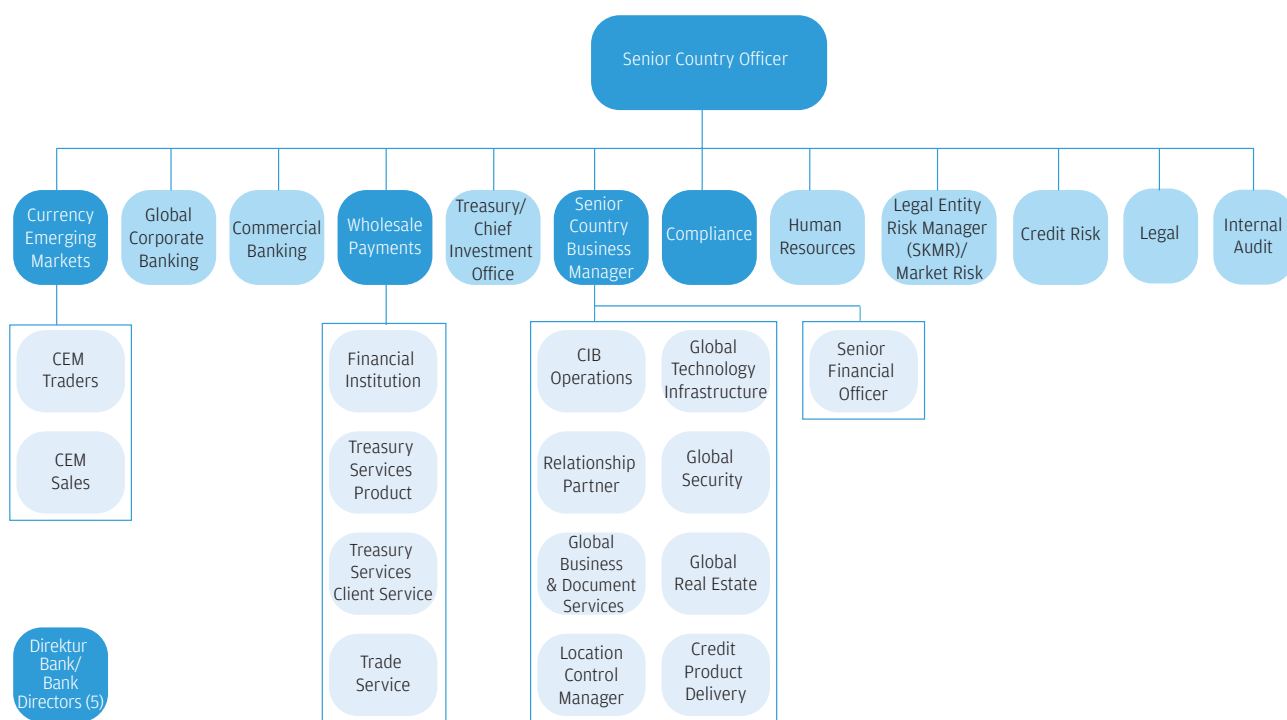 Senior Country Officer
Currency
Emerging
Markets
Global
Corporate
Banking
Commercial
Banking
Wholesale
Payments
Treasury/
Chief
Investment
Office
Senior
Country
Business
Manager
Compliance
Human
Resources
Legal Entity
Risk Manager
(SKMR)/
Market Risk
Credit Risk
Legal
Internal
Audit
CEM
Traders
CEM
Sales
Financial
Institution
Treasury
Services
Product
Treasury
Services
Client Service
Trade
Service
CIB
Operations
Global
Technology
Infrastructure
Relationship
Partner
Global
Security
Global
Business
& Document
Services
Global
Real Estate
Location
Control
Manager
Credit
Product
Delivery
Senior
Financial
Officer
Direktur
Bank/
Bank
Directors (5)